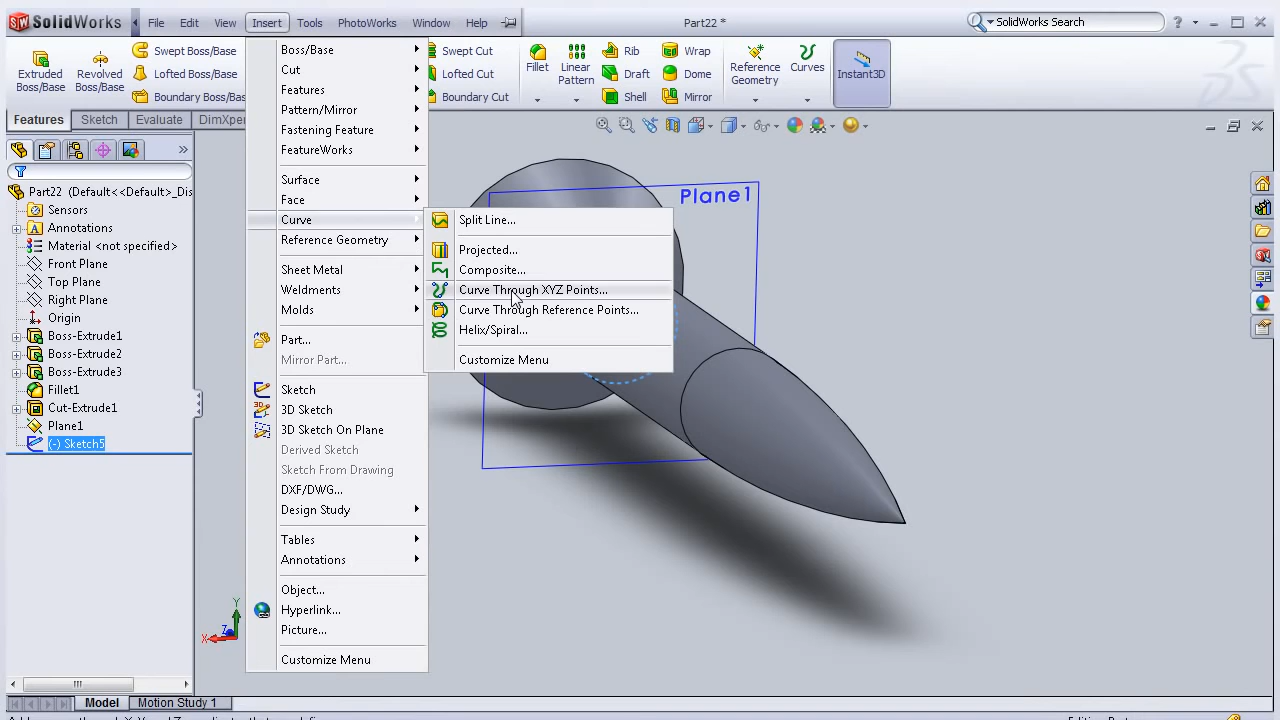 SolidWorks File Edit View Insert Tools PhotoWorks Window Help Part22 * SolidWorks Search ?
Extruded Boss/Base
Revolved Boss/Base
Swept Boss/Base
Lofted Boss/Base
Boundary Boss/Bas
Swept Cut
Lofted Cut
Boundary Cut
Fillet
Linear Pattern
Rib
Draft
Shell
Wrap
Dome
Mirror
Reference Geometry
Curves
Instant3D
Features Sketch Evaluate DimXper
Part22 (Default<<Default>_Dis
Sensors
Annotations
Material <not specified>
Front Plane
Top Plane
Right Plane
Origin
Boss-Extrude1
Boss-Extrude2
Boss-Extrude3
Fillet1
Cut-Extrude1
Plane1
(-) Sketch5
Boss/Base
Cut
Features
Pattern/Mirror
Fastening Feature
FeatureWorks
Surface
Face
Curve
Reference Geometry
Sheet Metal
Weldments
Molds
Part...
Mirror Part...
Sketch
3D Sketch
3D Sketch On Plane
Derived Sketch
Sketch From Drawing
DXF/DWG...
Design Study
Tables
Annotations
Object...
Hyperlink...
Picture...
Customize Menu
Split Line...
Projected...
Composite...
Curve Through XYZ Points...
Curve Through Reference Points...
Helix/Spiral...
Customize Menu
Plane1
Y
X
Z
Model Motion Study 1